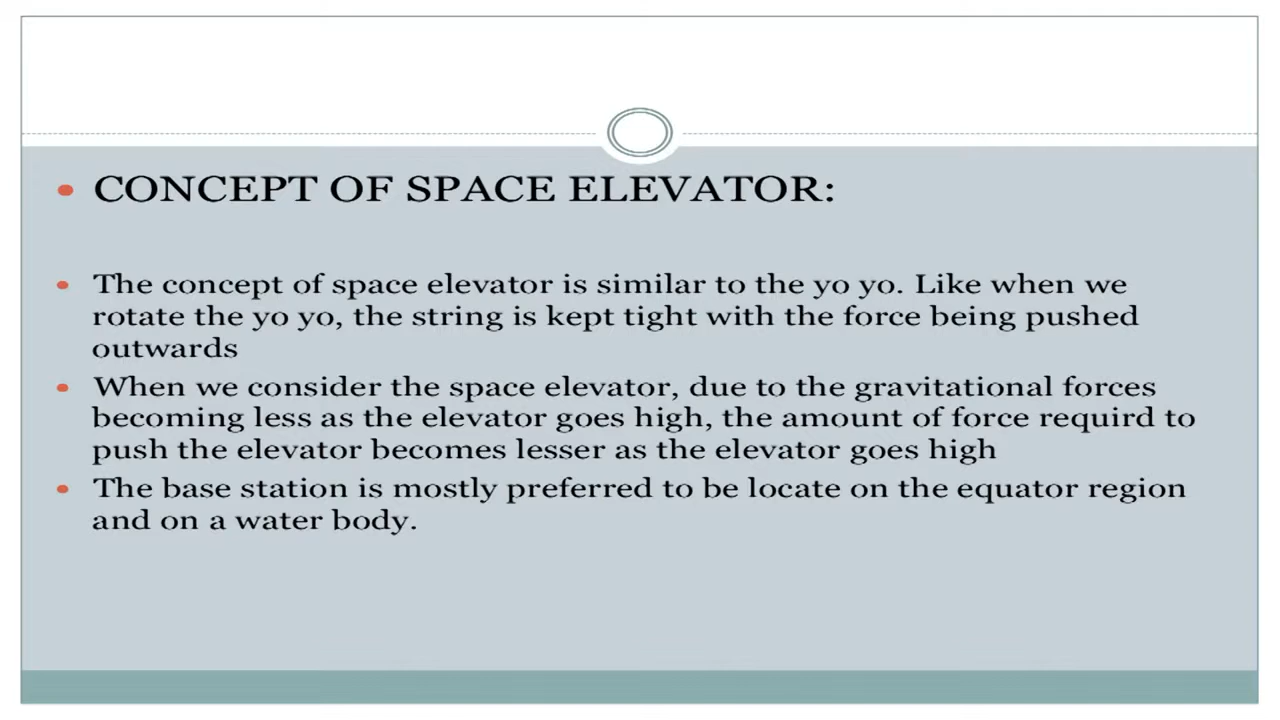 • CONCEPT OF SPACE ELEVATOR:
• The concept of space elevator is similar to the yo yo. Like when we
rotate the yo yo, the string is kept tight with the force being pushed
outwards
• When we consider the space elevator, due to the gravitational forces
becoming less as the elevator goes high, the amount of force requird to
push the elevator becomes lesser as the elevator goes high
• The base station is mostly preferred to be locate on the equator region
and on a water body.